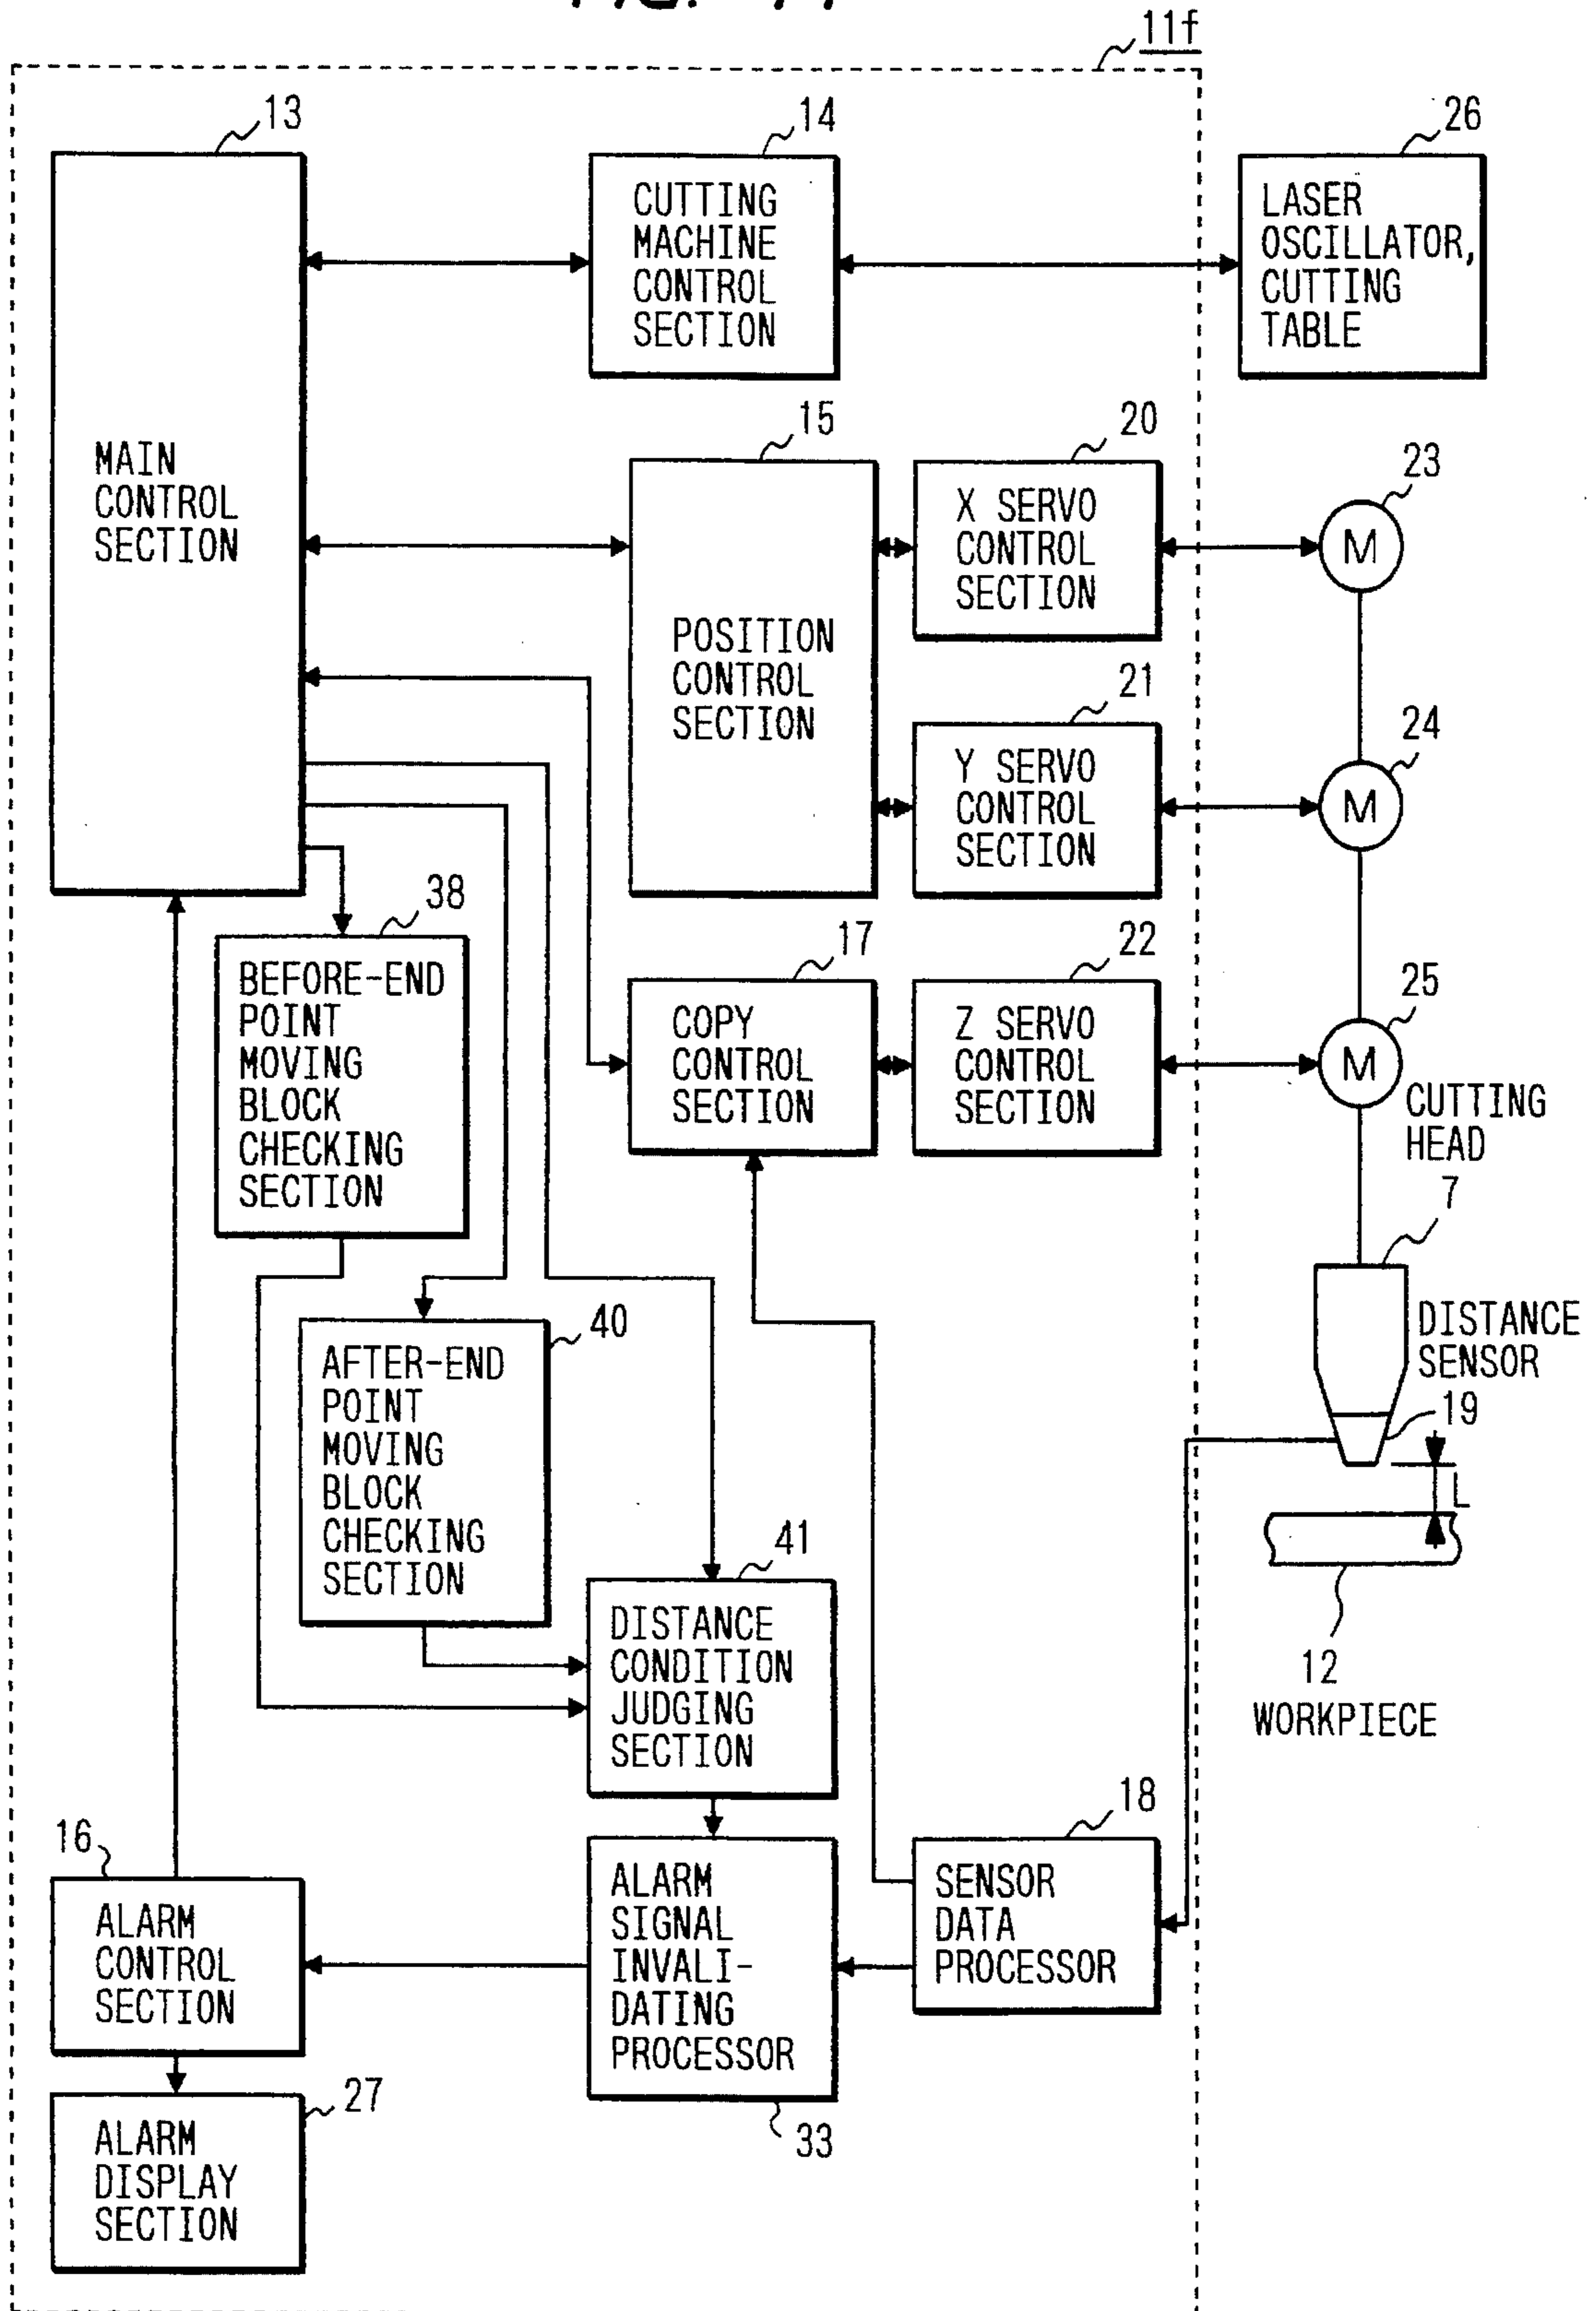 11f
13
14
26
MAIN
CONTROL
SECTION
CUTTING
MACHINE
CONTROL
SECTION
LASER
OSCILLATOR,
CUTTING
TABLE
15
20
23
POSITION
CONTROL
SECTION
X SERVO
CONTROL
SECTION
M
21
24
Y SERVO
CONTROL
SECTION
M
38
17
22
25
BEFORE-END
POINT
MOVING
BLOCK
CHECKING
SECTION
COPY
CONTROL
SECTION
Z SERVO
CONTROL
SECTION
M
CUTTING
HEAD
7
40
AFTER-END
POINT
MOVING
BLOCK
CHECKING
SECTION
DISTANCE
SENSOR
19
L
41
DISTANCE
CONDITION
JUDGING
SECTION
12
WORKPIECE
16
18
ALARM
CONTROL
SECTION
ALARM
SIGNAL
INVALI-
DATING
PROCESSOR
SENSOR
DATA
PROCESSOR
27
33
ALARM
DISPLAY
SECTION